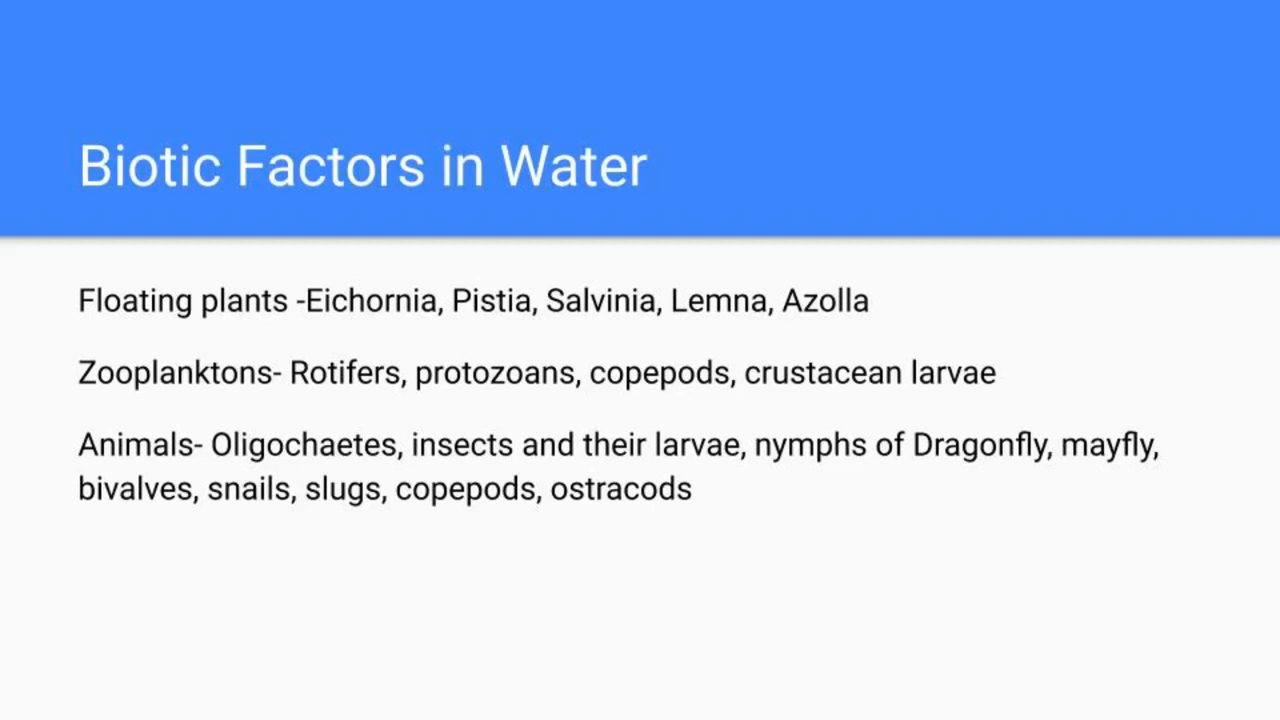 Biotic Factors in Water
Floating plants -Eichornia, Pistia, Salvinia, Lemna, Azolla
Zooplanktons- Rotifers, protozoans, copepods, crustacean larvae
Animals- Oligochaetes, insects and their larvae, nymphs of Dragonfly, mayfly,
bivalves, snails, slugs, copepods, ostracods